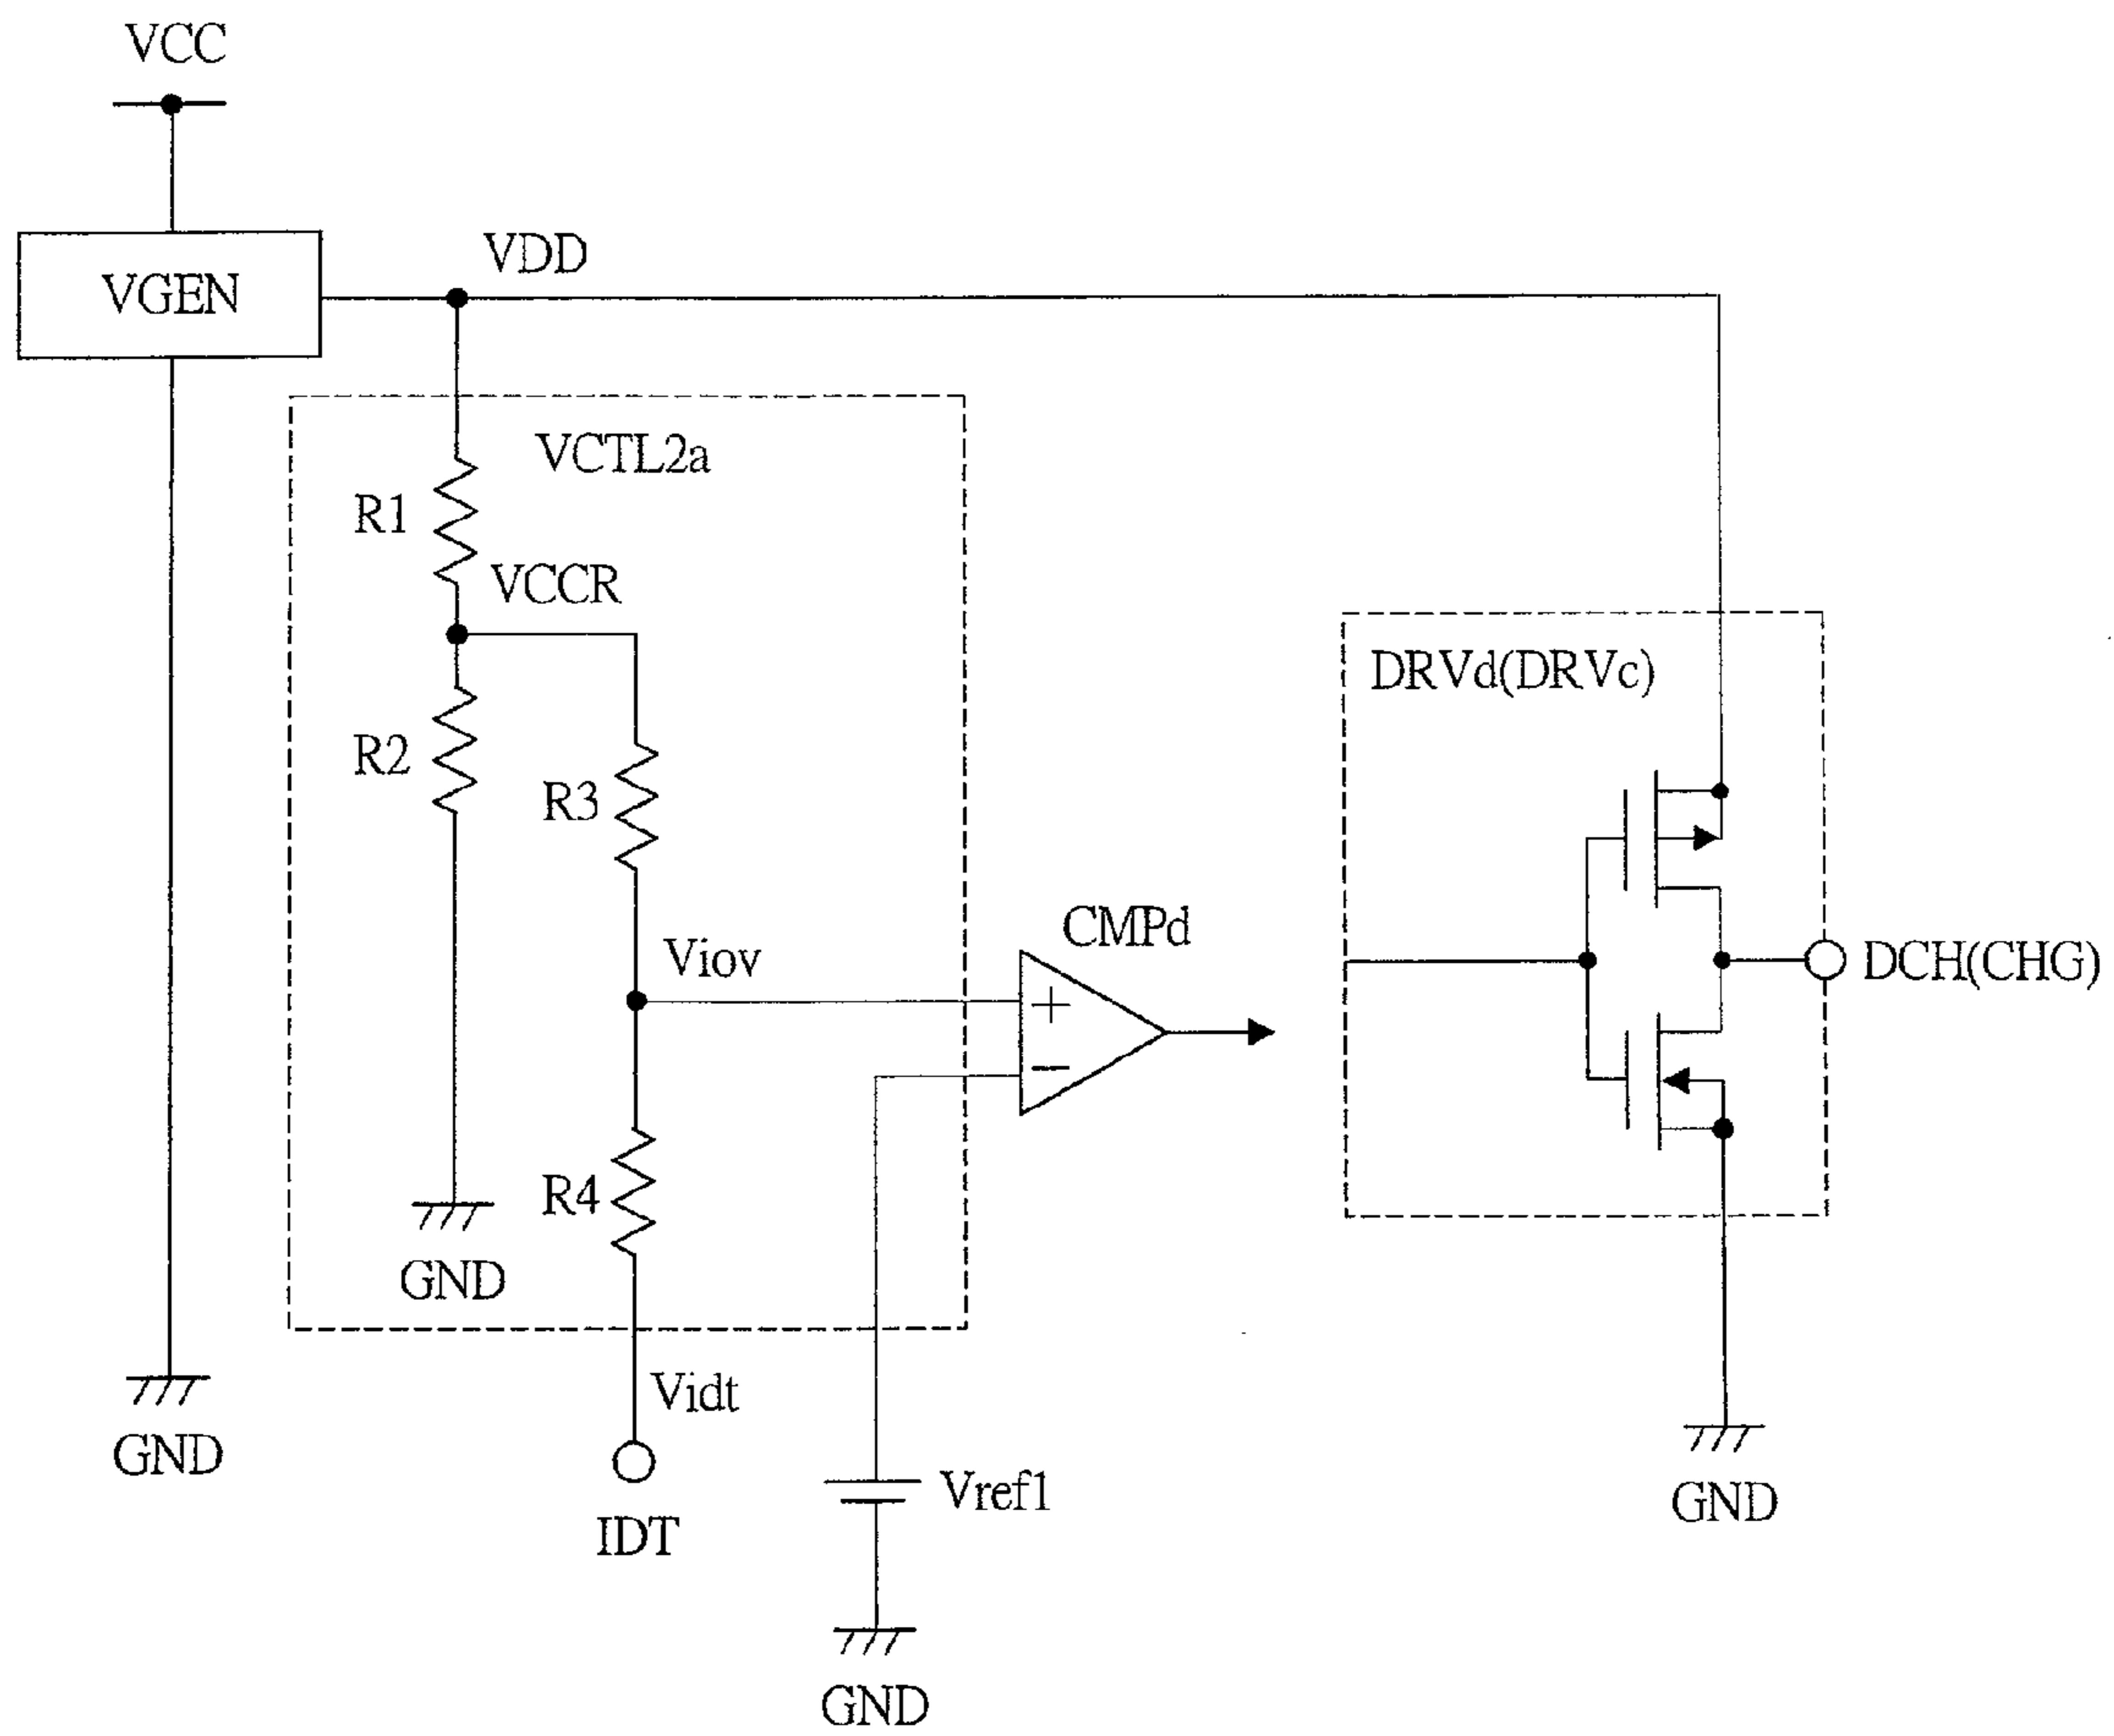 VCC
VGEN
VDD
VCTL2a
R1
VCCR
DRVd(DRVc)
R2
R3
CMPd
Viov
+
−
DCH(CHG)
R4
GND
Vidt
GND
Vref1
GND
IDT
GND